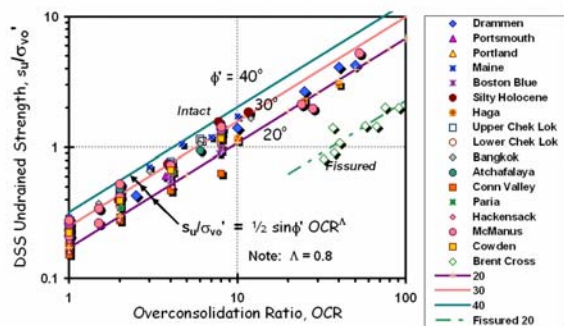 DSS Undrained Strength, su/σvo'
10
1
0.1
1
10
100
Overconsolidation Ratio, OCR
ϕ' = 40°
30°
20°
Intact
Fissured
su/σvo' = ½ sinϕ' OCR^Λ
Note: Λ = 0.8
Drammen
Portsmouth
Portland
Maine
Boston Blue
Silty Holocene
Haga
Upper Chek Lok
Lower Chek Lok
Bangkok
Atchafalaya
Conn Valley
Paria
Hackensack
McManus
Cowden
Brent Cross
20
30
40
Fissured 20